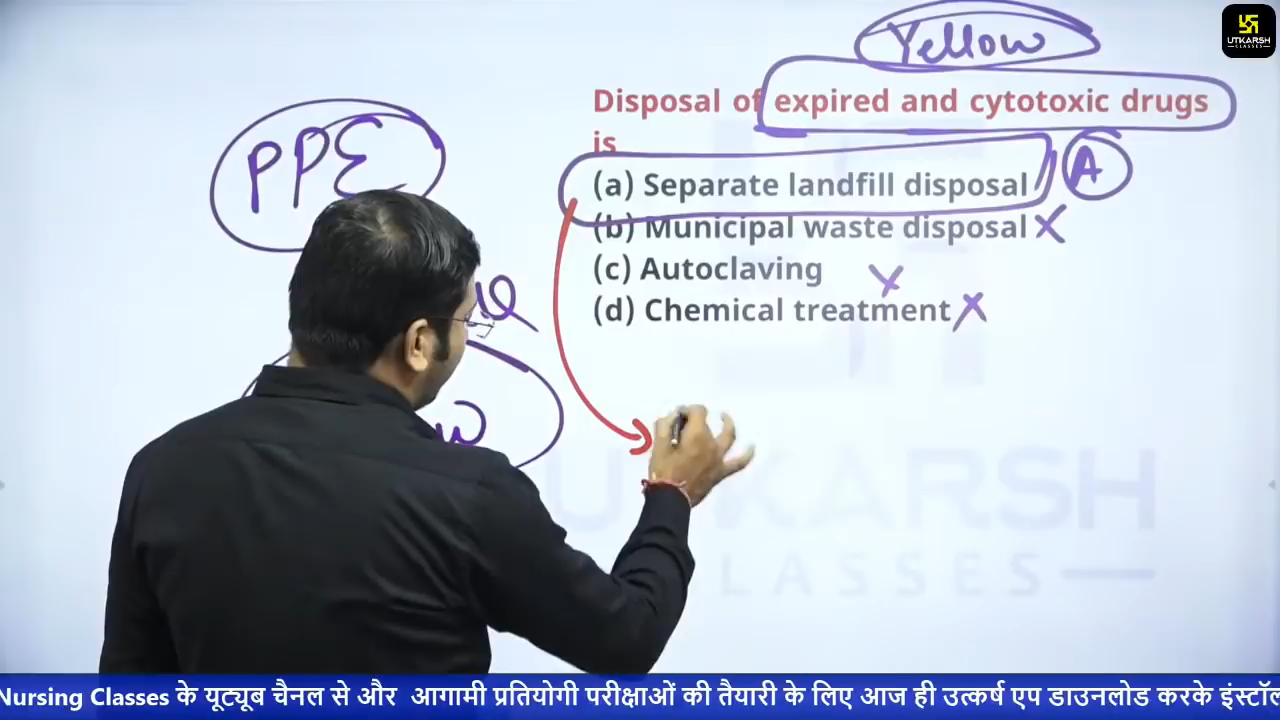 Yellow
UTKARSH
CLASSES
Disposal of expired and cytotoxic drugs
is
PPE
(a) Separate landfill disposal
A
(b) Municipal waste disposal X
(c) Autoclaving X
(d) Chemical treatment X
UTKARSH
CLASSES
Nursing Classes के यूट्यूब चैनल से और आगामी प्रतियोगी परीक्षाओं की तैयारी के लिए आज ही उत्कर्ष एप डाउनलोड करके इंस्टॉल